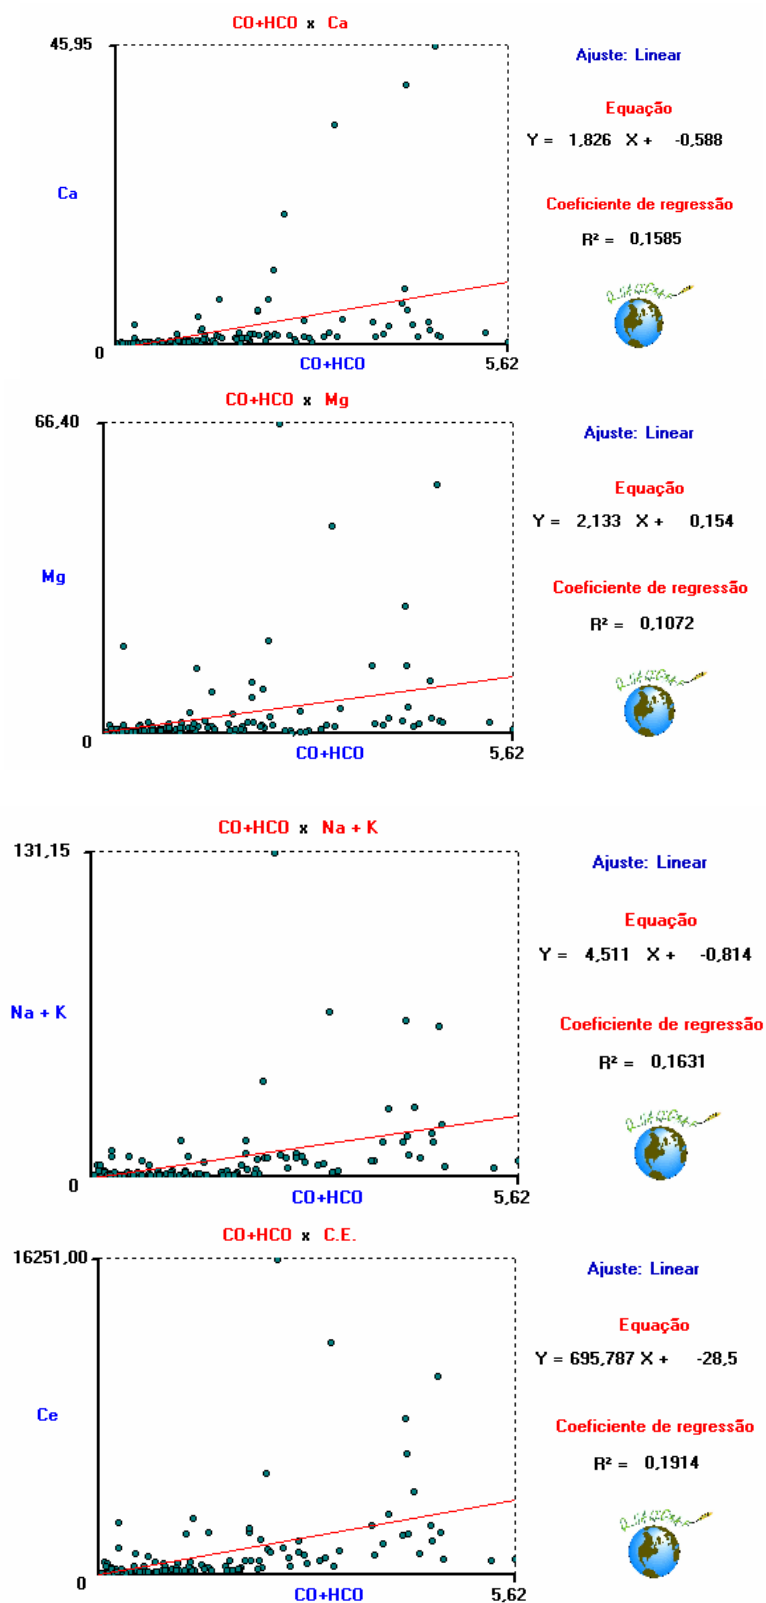 CO+HCO x Ca
45,95
Ajuste: Linear
Equação
Y = 1,826 X + -0,588
Ca
Coeficiente de regressão
R² = 0,1585
0
CO+HCO
5,62
CO+HCO x Mg
66,40
Ajuste: Linear
Equação
Y = 2,133 X + 0,154
Mg
Coeficiente de regressão
R² = 0,1072
0
CO+HCO
5,62
CO+HCO x Na + K
131,15
Ajuste: Linear
Equação
Y = 4,511 X + -0,814
Na + K
Coeficiente de regressão
R² = 0,1631
0
CO+HCO
5,62
CO+HCO x C.E.
16251,00
Ajuste: Linear
Equação
Y = 695,787 X + -28,5
Ce
Coeficiente de regressão
R² = 0,1914
0
CO+HCO
5,62